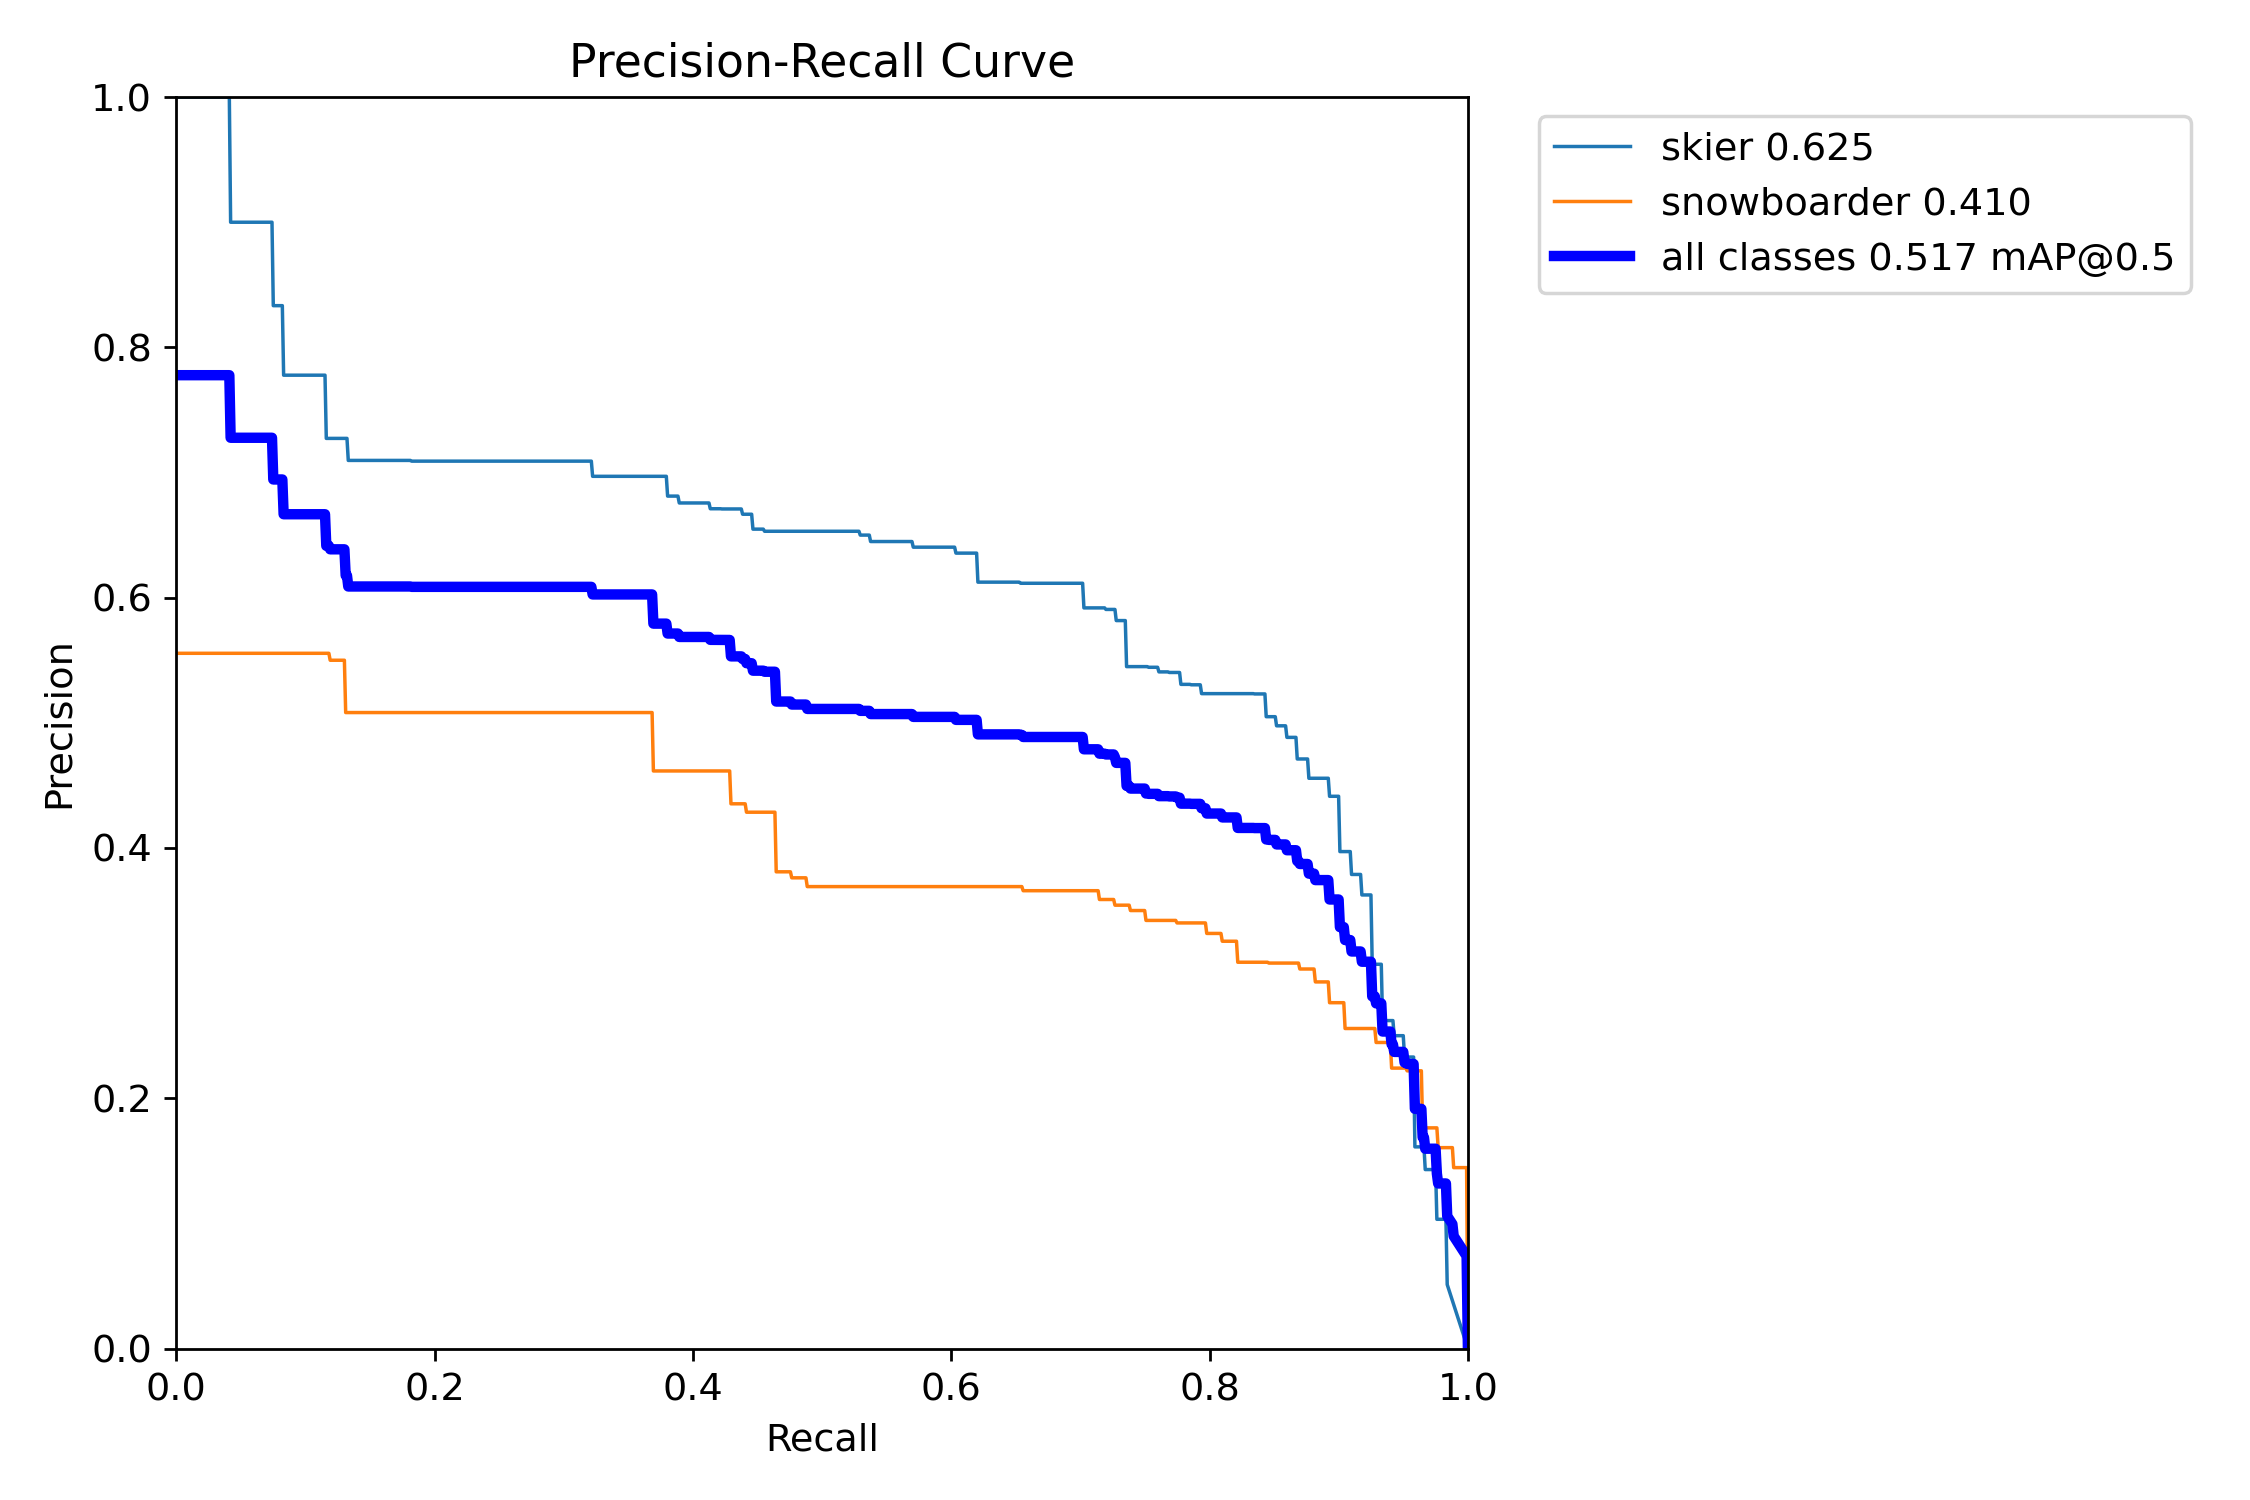 Precision-Recall Curve
1.0
0.8
0.6
0.4
0.2
0.0
Precision
0.0 0.2 0.4 0.6 0.8 1.0
Recall
skier 0.625
snowboarder 0.410
all classes 0.517 mAP@0.5